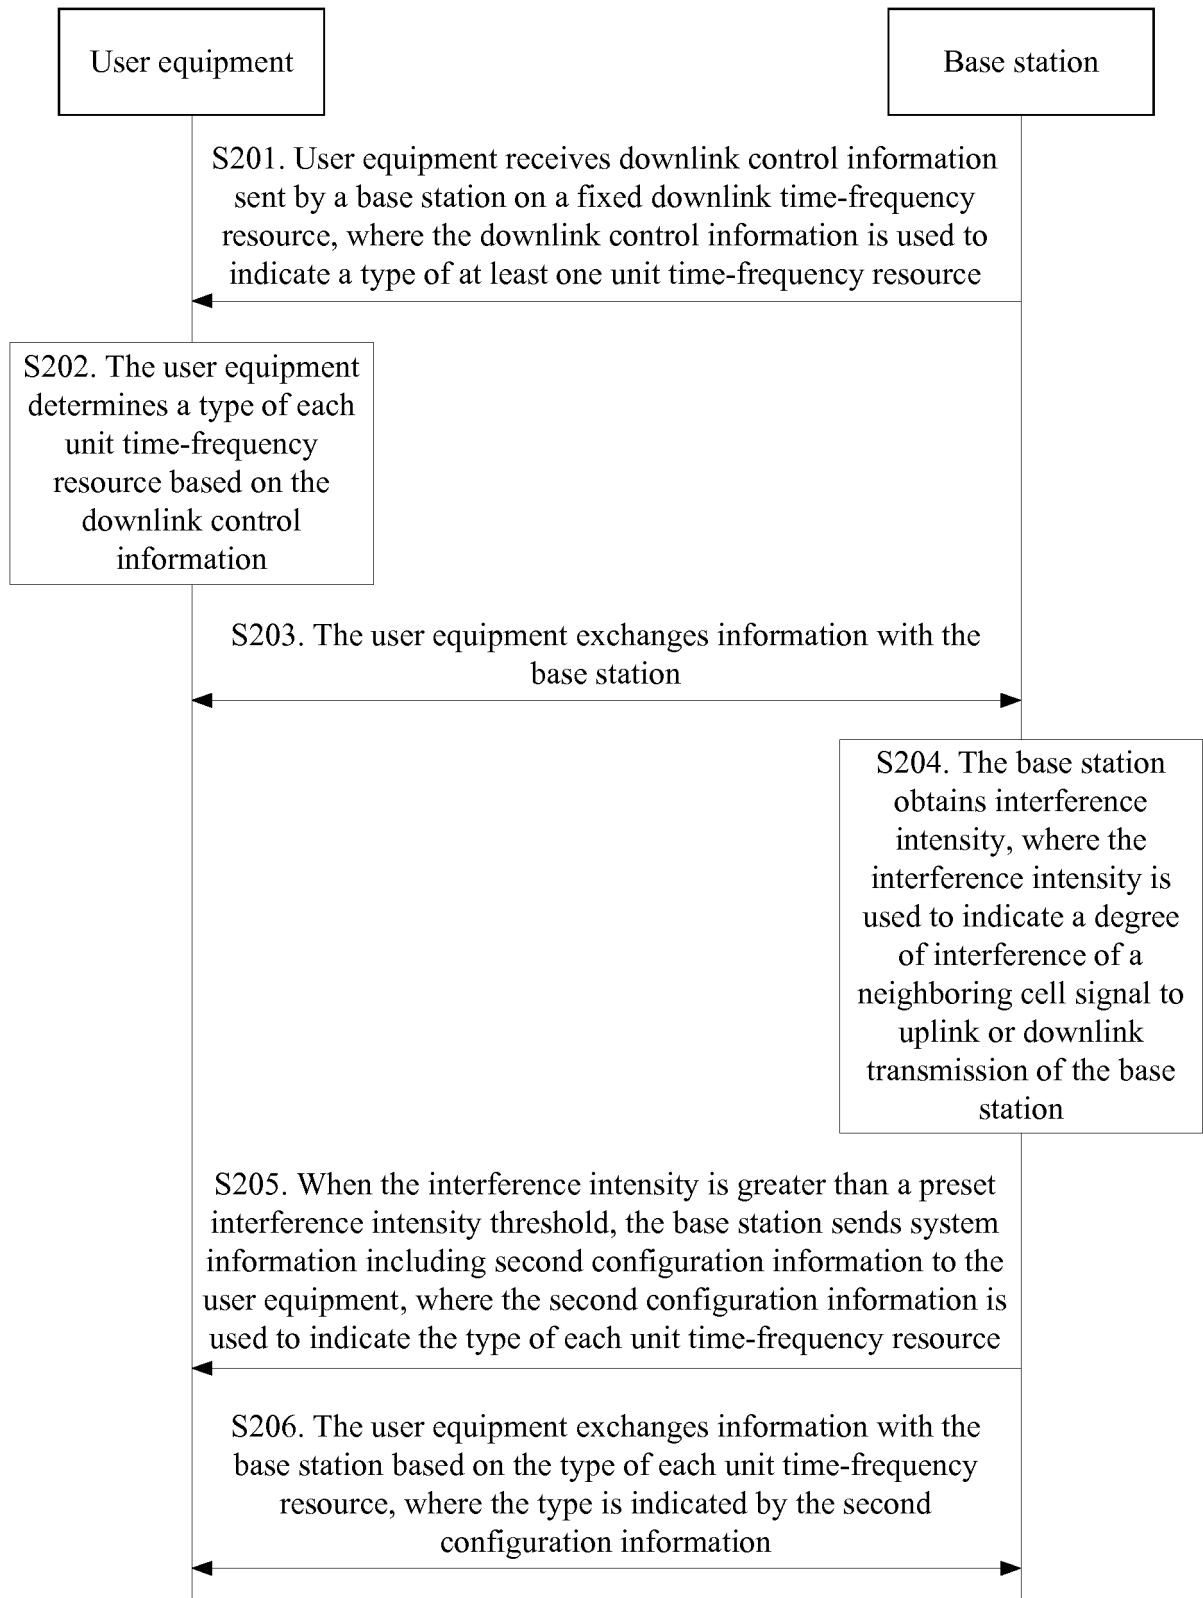 User equipment
Base station
S201. User equipment receives downlink control information
sent by a base station on a fixed downlink time-frequency
resource, where the downlink control information is used to
indicate a type of at least one unit time-frequency resource
S202. The user equipment
determines a type of each
unit time-frequency
resource based on the
downlink control
information
S203. The user equipment exchanges information with the
base station
S204. The base station
obtains interference
intensity, where the
interference intensity is
used to indicate a degree
of interference of a
neighboring cell signal to
uplink or downlink
transmission of the base
station
S205. When the interference intensity is greater than a preset
interference intensity threshold, the base station sends system
information including second configuration information to the
user equipment, where the second configuration information is
used to indicate the type of each unit time-frequency resource
S206. The user equipment exchanges information with the
base station based on the type of each unit time-frequency
resource, where the type is indicated by the second
configuration information